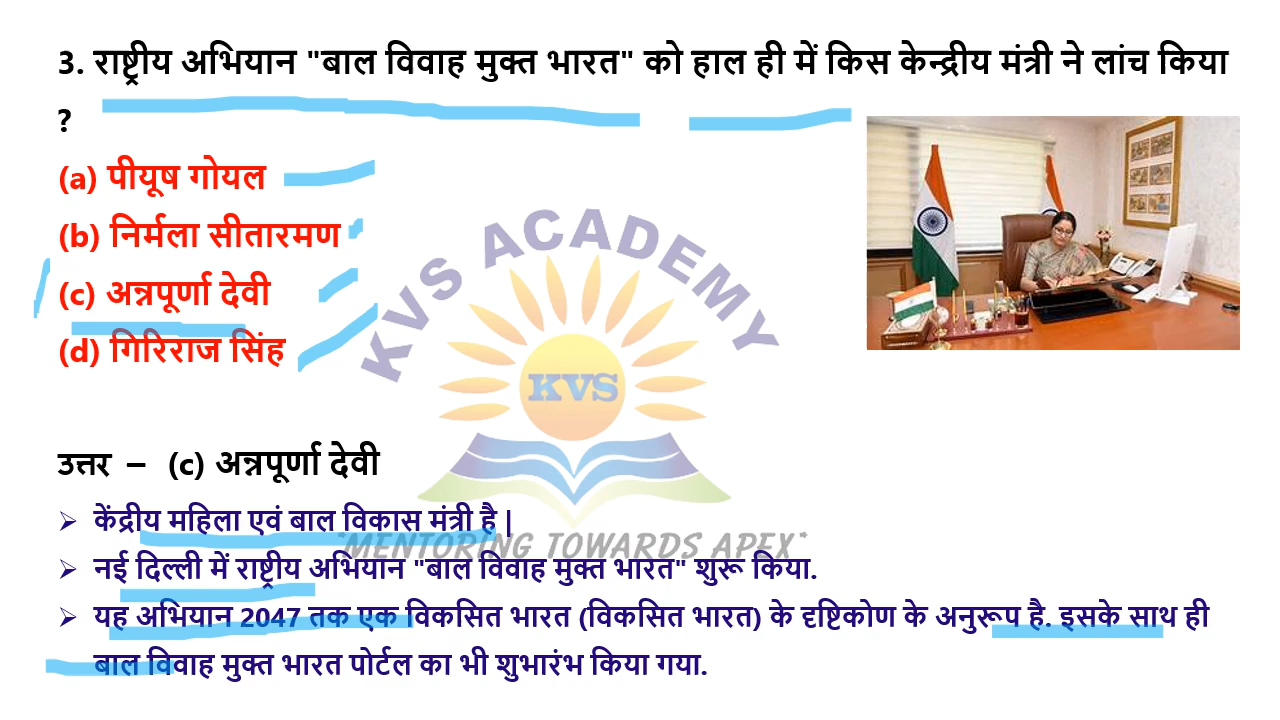 3. राष्ट्रीय अभियान "बाल विवाह मुक्त भारत" को हाल ही में किस केन्द्रीय मंत्री ने लांच किया
?
(a) पीयूष गोयल
(b) निर्मला सीतारमण
(c) अन्नपूर्णा देवी
(d) गिरिराज सिंह
KVS ACADEMY
KVS
उत्तर – (c) अन्नपूर्णा देवी
केंद्रीय महिला एवं बाल विकास मंत्री है |
"MENTORING TOWARDS APEX"
नई दिल्ली में राष्ट्रीय अभियान "बाल विवाह मुक्त भारत" शुरू किया.
यह अभियान 2047 तक एक विकसित भारत (विकसित भारत) के दृष्टिकोण के अनुरूप है. इसके साथ ही
बाल विवाह मुक्त भारत पोर्टल का भी शुभारंभ किया गया.